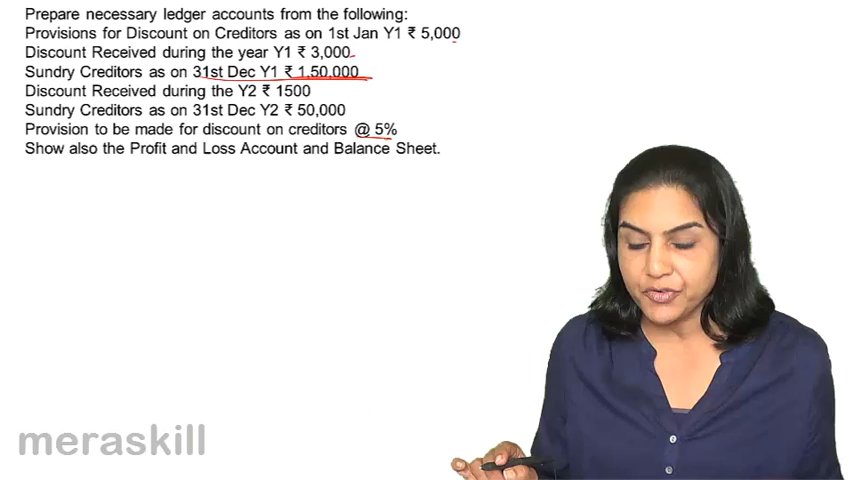 Prepare necessary ledger accounts from the following:
Provisions for Discount on Creditors as on 1st Jan Y1 ₹ 5,000
Discount Received during the year Y1 ₹ 3,000
Sundry Creditors as on 31st Dec Y1 ₹ 1,50,000
Discount Received during the Y2 ₹ 1500
Sundry Creditors as on 31st Dec Y2 ₹ 50,000
Provision to be made for discount on creditors @ 5%
Show also the Profit and Loss Account and Balance Sheet.
meraskill